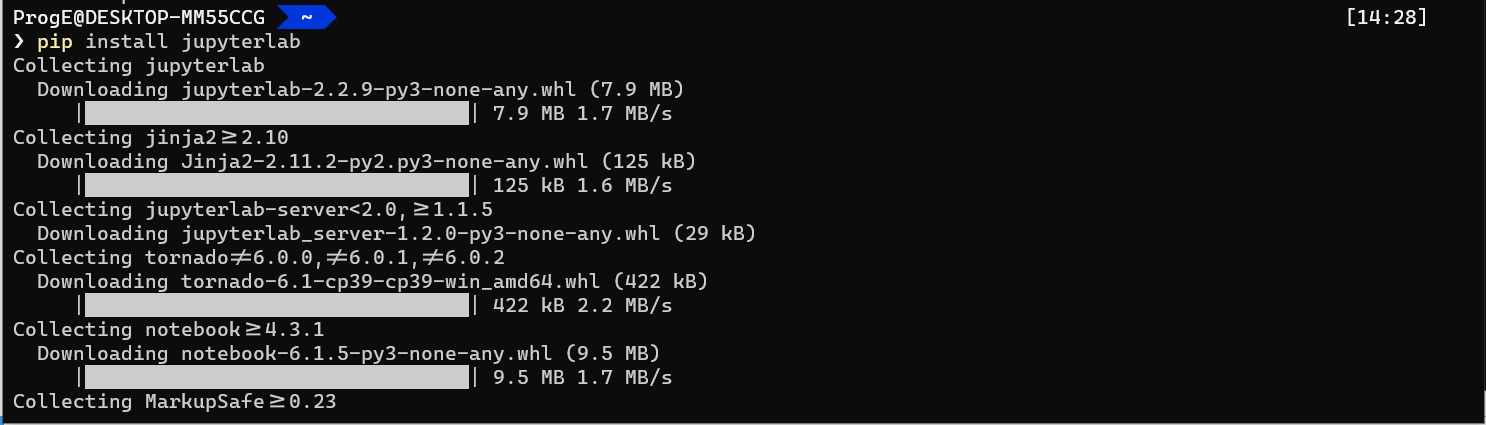 ProgE@DESKTOP-MM55CCG ~ [14:28]
❯ pip install jupyterlab
Collecting jupyterlab
  Downloading jupyterlab-2.2.9-py3-none-any.whl (7.9 MB)
     |████████████████████████████████| 7.9 MB 1.7 MB/s
Collecting jinja2≥2.10
  Downloading Jinja2-2.11.2-py2.py3-none-any.whl (125 kB)
     |████████████████████████████████| 125 kB 1.6 MB/s
Collecting jupyterlab-server<2.0,≥1.1.5
  Downloading jupyterlab_server-1.2.0-py3-none-any.whl (29 kB)
Collecting tornado≠6.0.0,≠6.0.1,≠6.0.2
  Downloading tornado-6.1-cp39-cp39-win_amd64.whl (422 kB)
     |████████████████████████████████| 422 kB 2.2 MB/s
Collecting notebook≥4.3.1
  Downloading notebook-6.1.5-py3-none-any.whl (9.5 MB)
     |████████████████████████████████| 9.5 MB 1.7 MB/s
Collecting MarkupSafe≥0.23